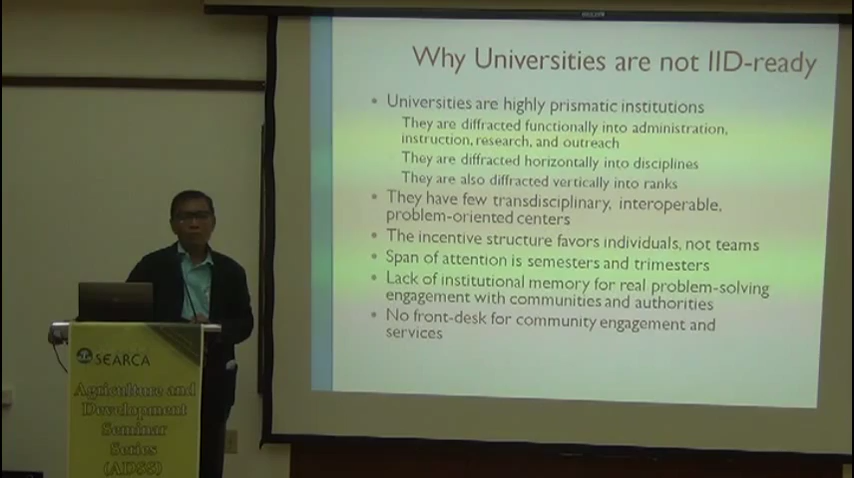 Why Universities are not IID-ready
• Universities are highly prismatic institutions
They are diffracted functionally into administration,
instruction, research, and outreach
They are diffracted horizontally into disciplines
They are also diffracted vertically into ranks
• They have few transdisciplinary, interoperable,
problem-oriented centers
• The incentive structure favors individuals, not teams
• Span of attention is semesters and trimesters
• Lack of institutional memory for real problem-solving
engagement with communities and authorities
• No front-desk for community engagement and
services
SEARCA
Agriculture and
Development
Seminar
Series
(ADSS)